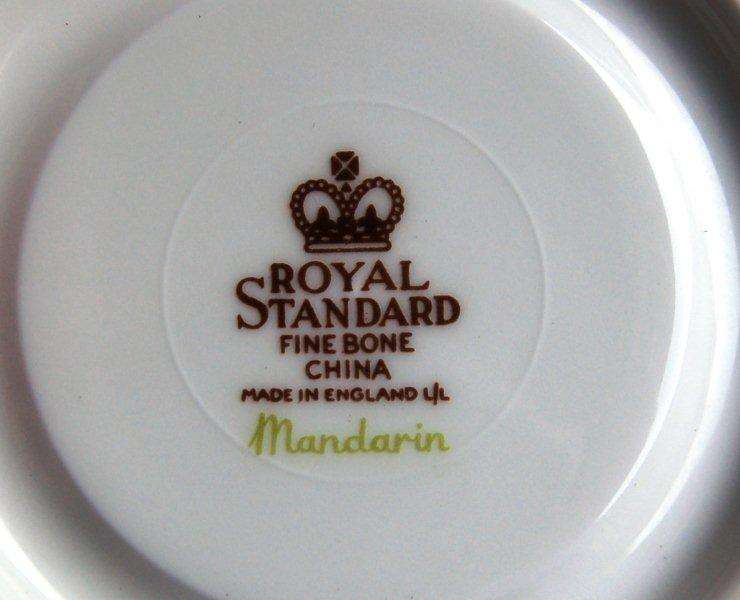 ROYAL
STANDARD
FINE BONE
CHINA
MADE IN ENGLAND L/L
Mandarin